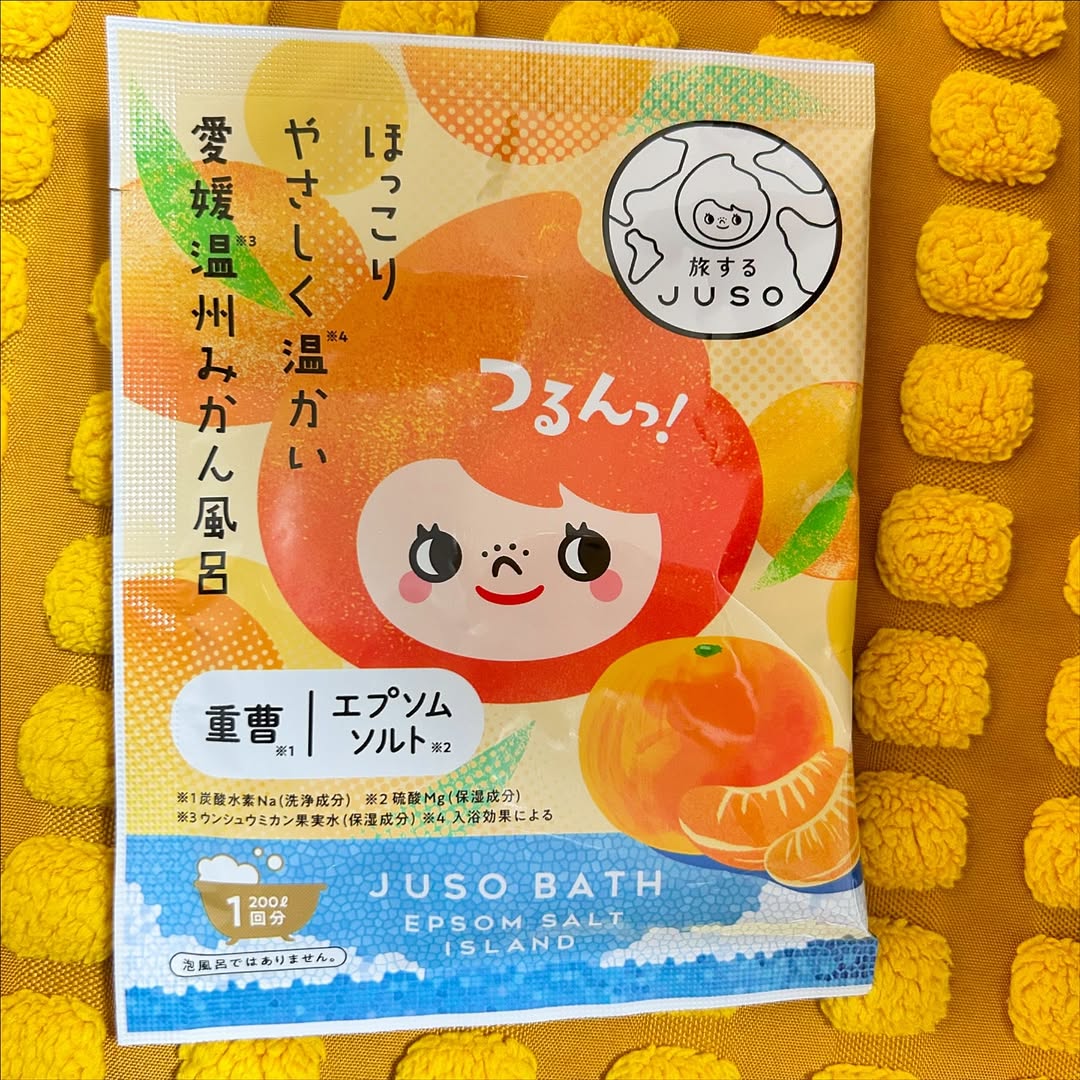 ほっこり
やさしく温かい※4
愛媛温州みかん風呂※3
旅する
JUSO
つるんっ!
重曹※1
エプソム
ソルト※2
※1炭酸水素Na(洗浄成分) ※2硫酸Mg(保湿成分)
※3ウンシュウミカン果実水(保湿成分)※4 入浴効果による
JUSO BATH
EPSOM SALT
ISLAND
1回分
200ℓ
泡風呂ではありません。